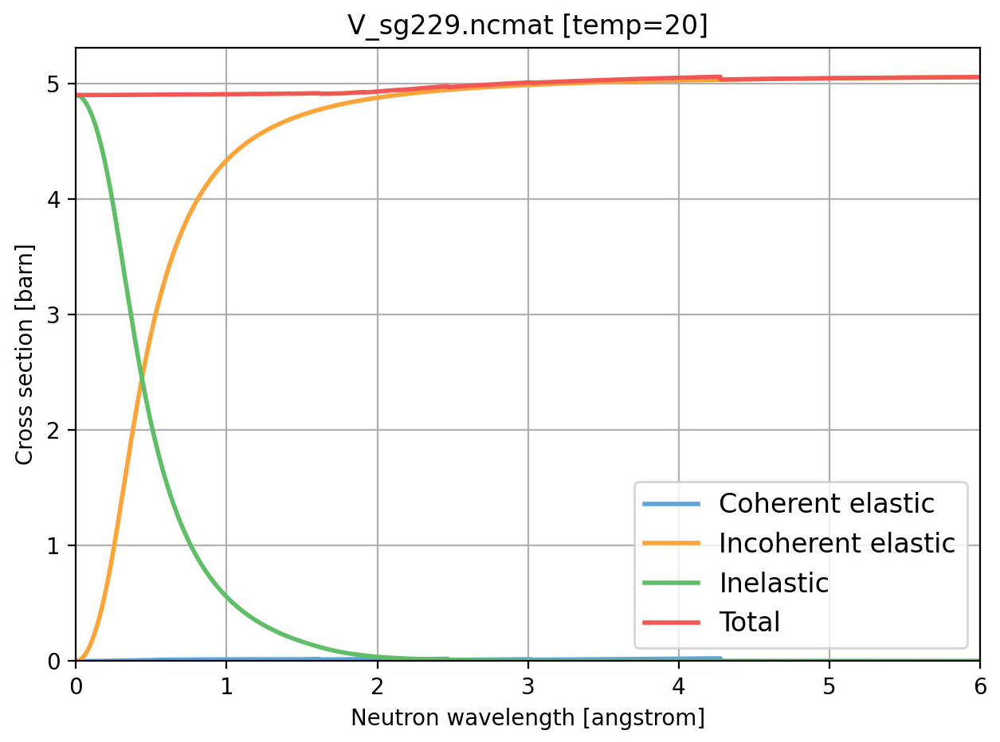 V_sg229.ncmat [temp=20]
Cross section [barn]
5
4
3
2
1
0
0 1 2 3 4 5 6
Neutron wavelength [angstrom]
Coherent elastic
Incoherent elastic
Inelastic
Total